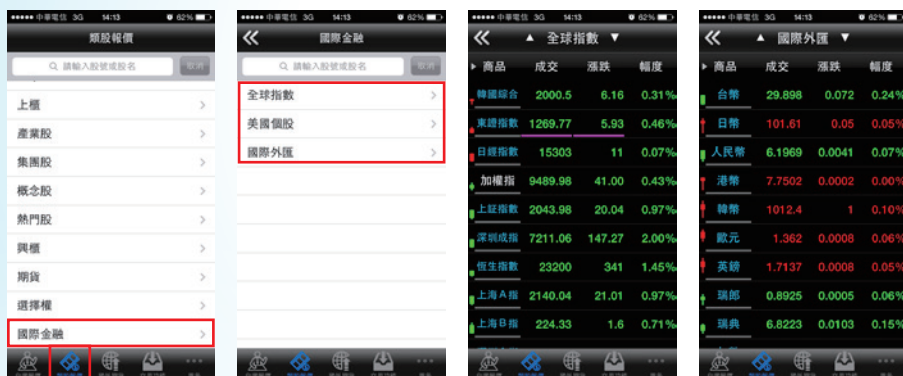 中華電信 3G 14:13 62%
類股報價
請輸入股號或股名 取消
上櫃
產業股
集團股
概念股
熱門股
興櫃
期貨
選擇權
國際金融
中華電信 3G 14:13 62%
國際金融
請輸入股號或股名 取消
全球指數
美國個股
國際外匯
中華電信 3G 14:13 62%
▲ 全球指數 ▼
商品 成交 漲跌 幅度
韓國綜合 2000.5 6.16 0.31%
東證指數 1269.77 5.93 0.46%
日經指數 15303 11 0.07%
加權指 9489.98 41.00 0.43%
上証指數 2043.98 20.04 0.97%
深圳成指 7211.06 147.27 2.00%
恆生指數 23200 341 1.45%
上海A指 2140.04 21.01 0.97%
上海B指 224.33 1.6 0.71%
中華電信 3G 14:13 62%
▲ 國際外匯 ▼
商品 成交 漲跌 幅度
台幣 29.898 0.072 0.24%
日幣 101.61 0.05 0.05%
人民幣 6.1969 0.0041 0.07%
港幣 7.7502 0.0002 0.00%
韓幣 1012.4 1 0.10%
歐元 1.362 0.0008 0.06%
英鎊 1.7137 0.0008 0.05%
瑞郎 0.8925 0.0005 0.06%
瑞典 6.8223 0.0103 0.15%